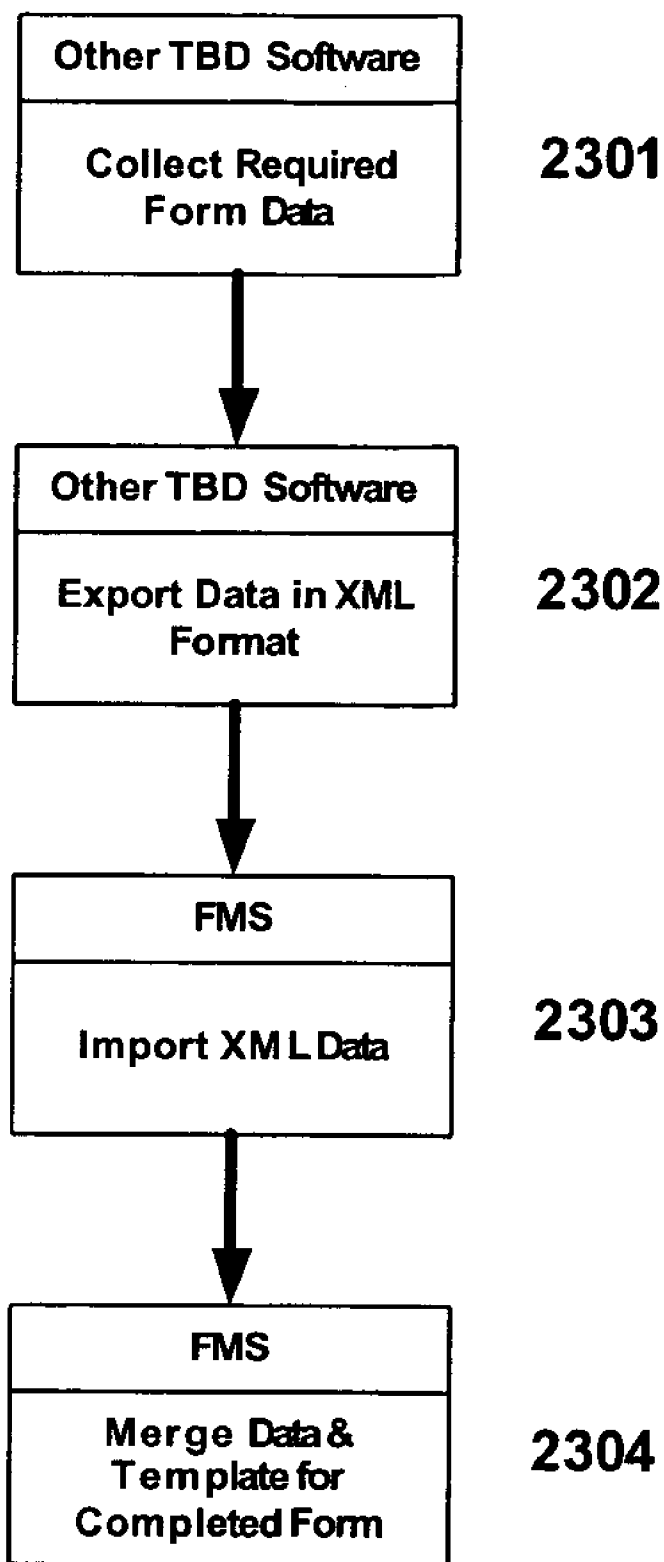 Other TBD Software
Collect Required
Form Data
2301
Other TBD Software
Export Data in XML
Format
2302
FMS
Import XML Data
2303
FMS
Merge Data &
Template for
Completed Form
2304